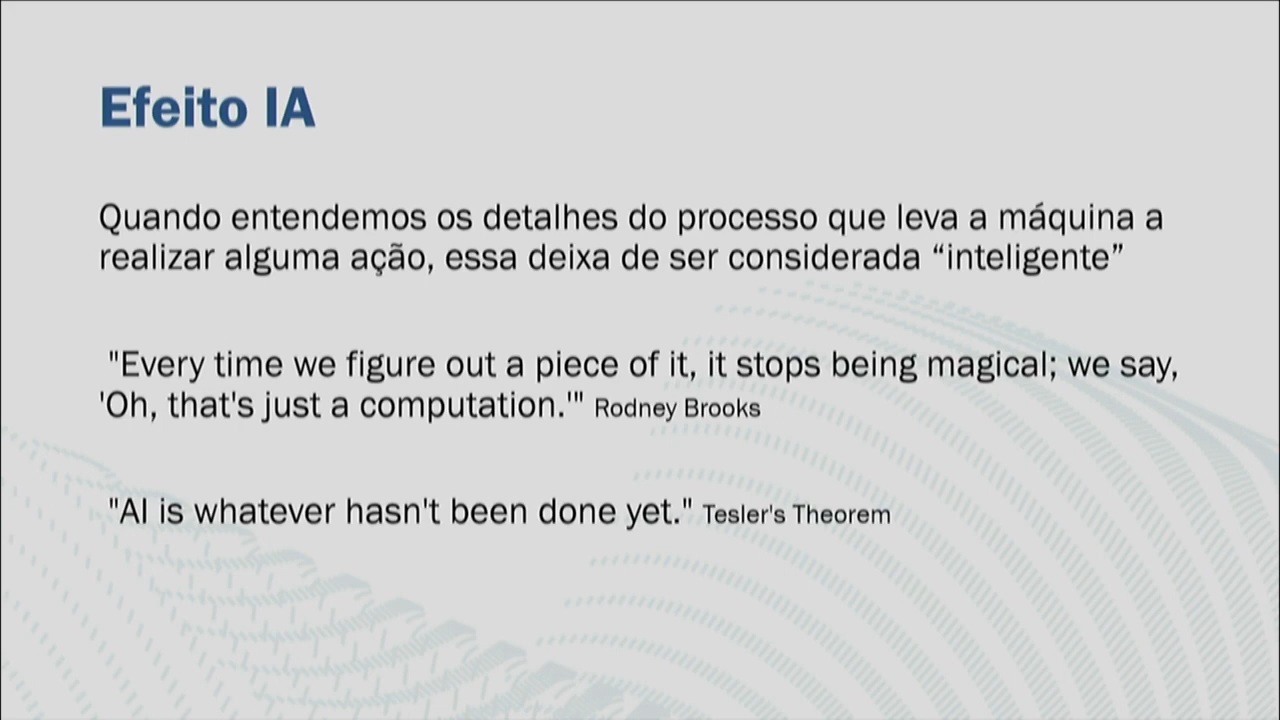 Efeito IA
Quando entendemos os detalhes do processo que leva a máquina a
realizar alguma ação, essa deixa de ser considerada “inteligente”
"Every time we figure out a piece of it, it stops being magical; we say,
'Oh, that's just a computation.'" Rodney Brooks
"AI is whatever hasn't been done yet." Tesler's Theorem